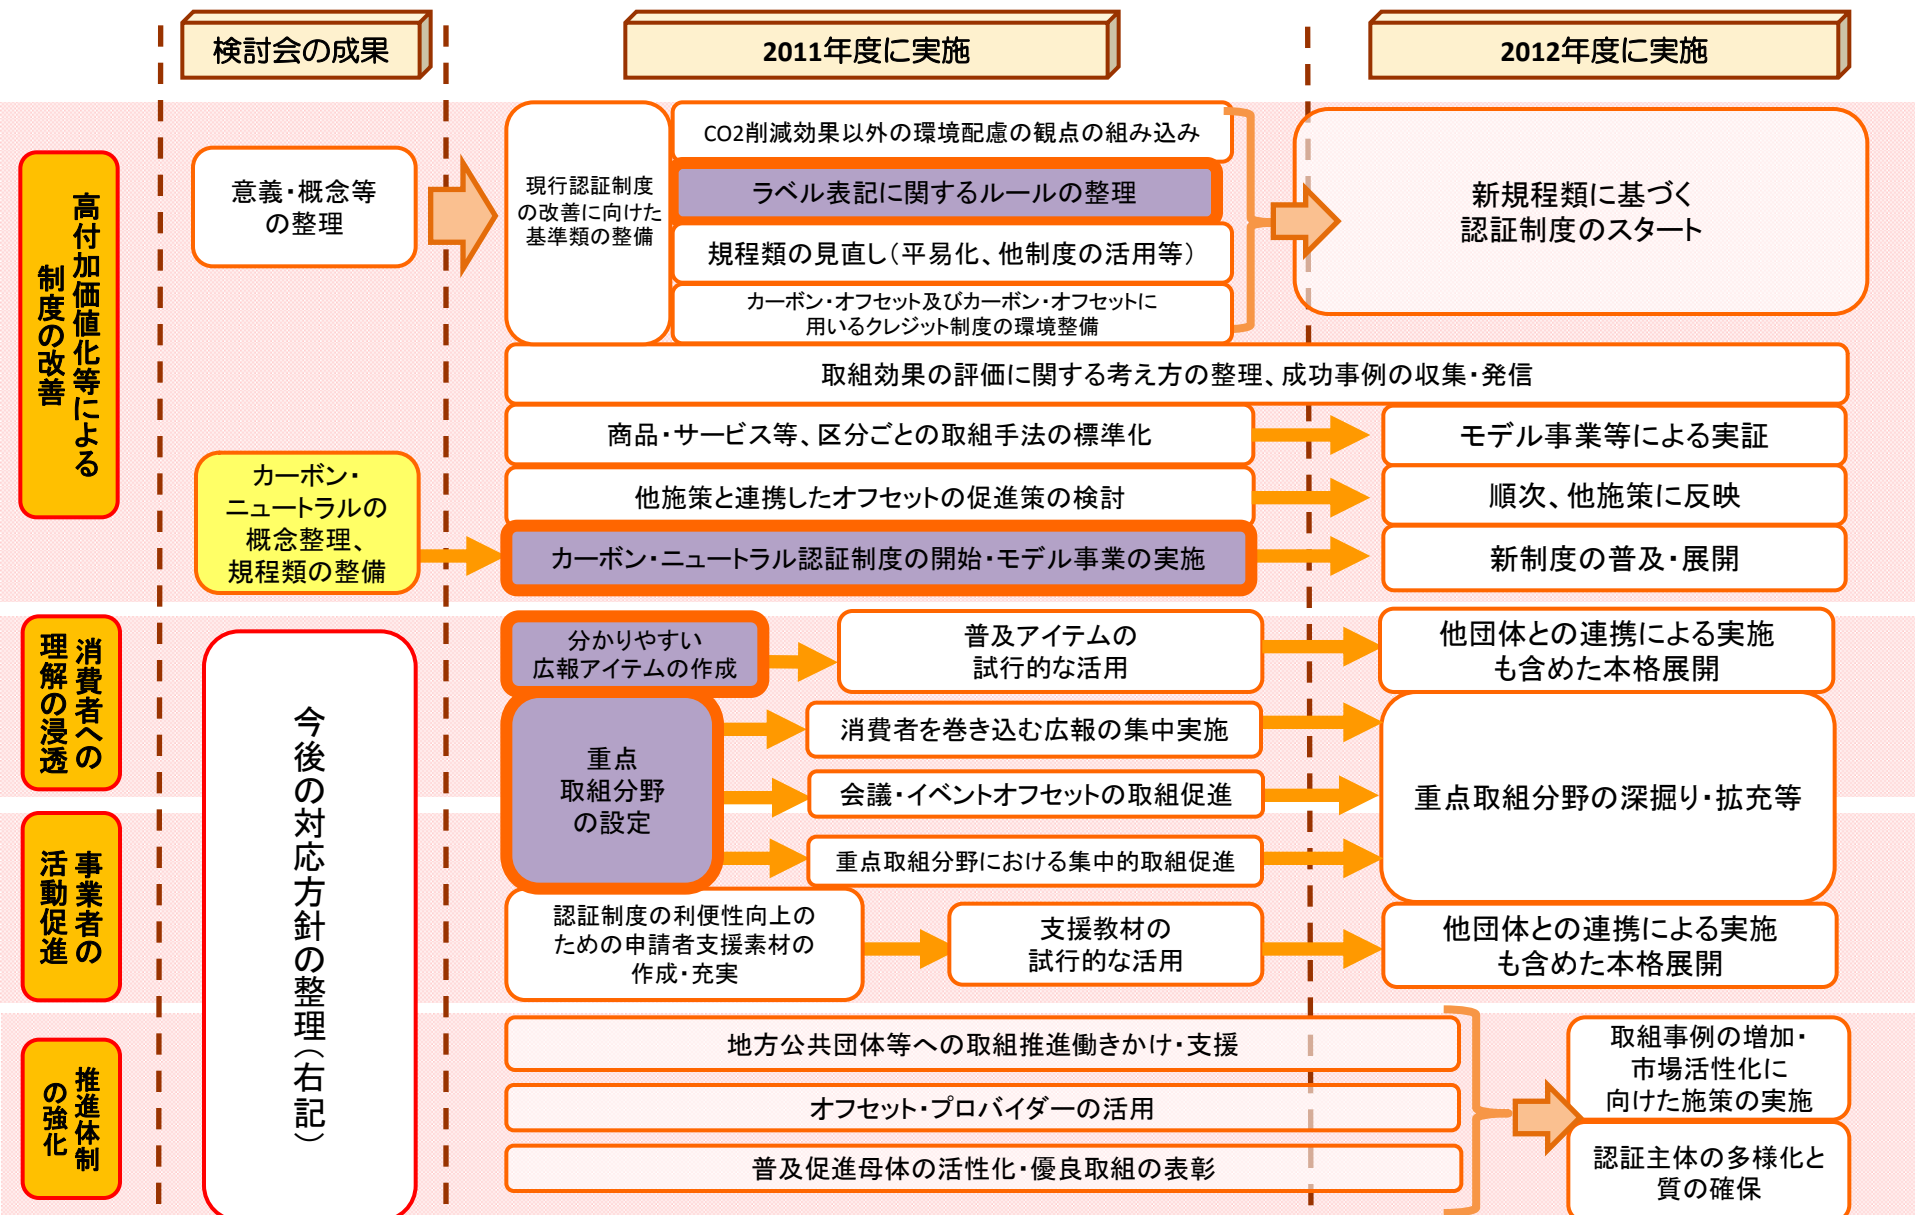 検討会の成果
2011年度に実施
2012年度に実施
高付加価値化等による
制度の改善
意義・概念等
の整理
現行認証制度
の改善に向けた
基準類の整備
CO2削減効果以外の環境配慮の観点の組み込み
ラベル表記に関するルールの整理
規程類の見直し(平易化、他制度の活用等)
カーボン・オフセット及びカーボン・オフセットに
用いるクレジット制度の環境整備
新規程類に基づく
認証制度のスタート
取組効果の評価に関する考え方の整理、成功事例の収集・発信
商品・サービス等、区分ごとの取組手法の標準化
モデル事業等による実証
カーボン・
ニュートラルの
概念整理、
規程類の整備
他施策と連携したオフセットの促進策の検討
順次、他施策に反映
カーボン・ニュートラル認証制度の開始・モデル事業の実施
新制度の普及・展開
消費者への
理解の浸透
今後の対応方針の整理(右記)
分かりやすい
広報アイテムの作成
普及アイテムの
試行的な活用
他団体との連携による実施
も含めた本格展開
重点
取組分野
の設定
消費者を巻き込む広報の集中実施
会議・イベントオフセットの取組促進
重点取組分野における集中的取組促進
重点取組分野の深掘り・拡充等
事業者の
活動促進
認証制度の利便性向上の
ための申請者支援素材の
作成・充実
支援教材の
試行的な活用
他団体との連携による実施
も含めた本格展開
推進体制
の強化
地方公共団体等への取組推進働きかけ・支援
オフセット・プロバイダーの活用
普及促進母体の活性化・優良取組の表彰
取組事例の増加・
市場活性化に
向けた施策の実施
認証主体の多様化と
質の確保